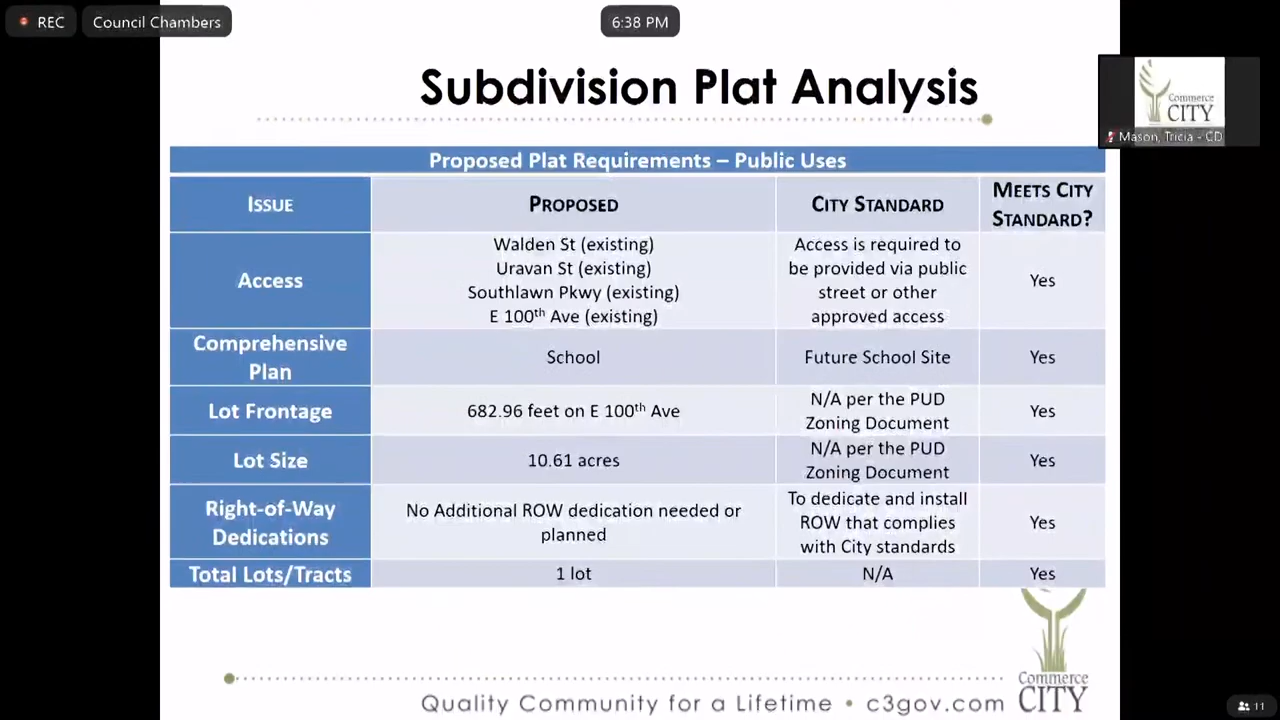 REC
Council Chambers
6:38 PM
Subdivision Plat Analysis
Commerce
CITY
Mason, Tricia - CD
Proposed Plat Requirements – Public Uses
ISSUE
PROPOSED
CITY STANDARD
MEETS CITY
STANDARD?
Access
Walden St (existing)
Uravan St (existing)
Southlawn Pkwy (existing)
E 100th Ave (existing)
Access is required to
be provided via public
street or other
approved access
Yes
Comprehensive
Plan
School
Future School Site
Yes
Lot Frontage
682.96 feet on E 100th Ave
N/A per the PUD
Zoning Document
Yes
Lot Size
10.61 acres
N/A per the PUD
Zoning Document
Yes
Right-of-Way
Dedications
No Additional ROW dedication needed or
planned
To dedicate and install
ROW that complies
with City standards
Yes
Total Lots/Tracts
1 lot
N/A
Yes
Quality Community for a Lifetime • c3gov.com
Commerce
CITY
11